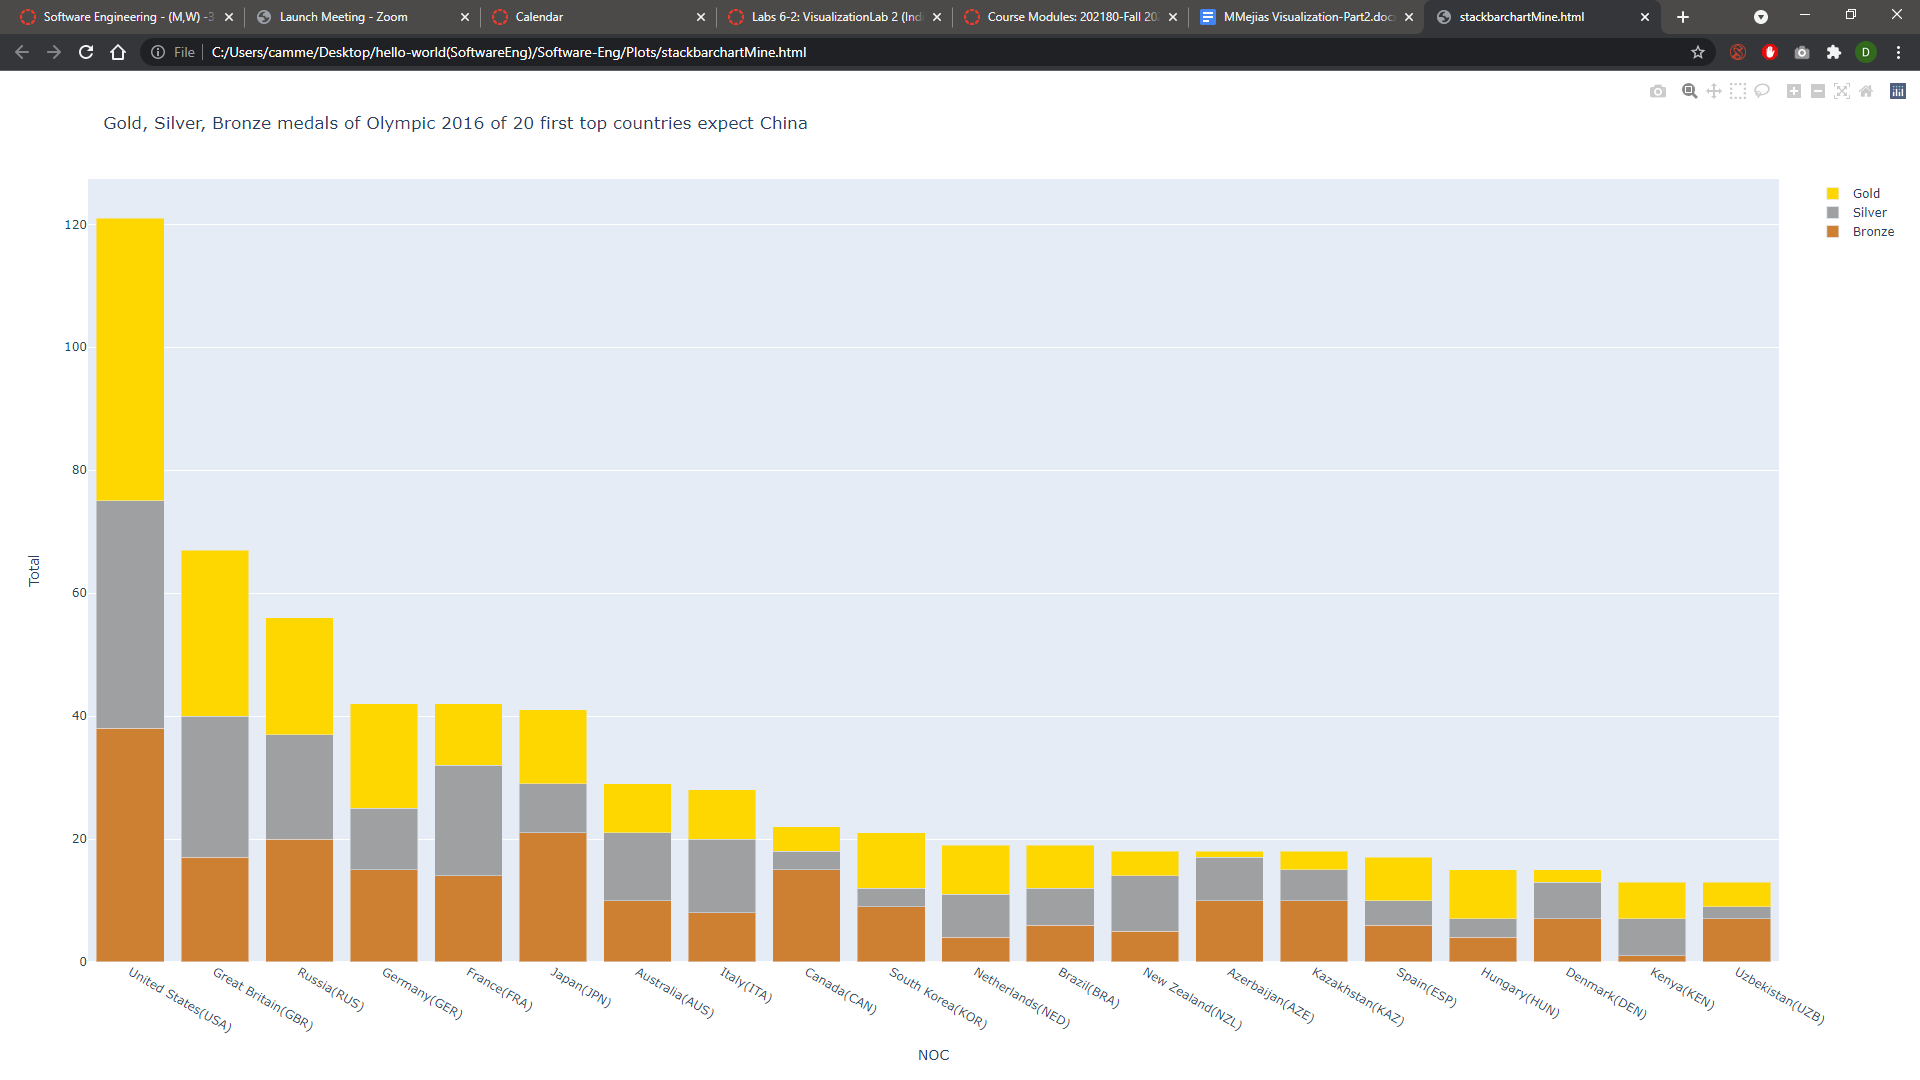 Software Engineering - (M,W) -3
Launch Meeting - Zoom
Calendar
Labs 6-2: VisualizationLab 2 (Ind
Course Modules: 202180-Fall 20
MMejias Visualization-Part2.doc
stackbarchartMine.html
File
C:/Users/camme/Desktop/hello-world(SoftwareEng)/Software-Eng/Plots/stackbarchartMine.html
D
Gold, Silver, Bronze medals of Olympic 2016 of 20 first top countries expect China
Gold
Silver
Bronze
120
100
80
60
40
20
0
Total
United States(USA)
Great Britain(GBR)
Russia(RUS)
Germany(GER)
France(FRA)
Japan(JPN)
Australia(AUS)
Italy(ITA)
Canada(CAN)
South Korea(KOR)
Netherlands(NED)
Brazil(BRA)
New Zealand(NZL)
Azerbaijan(AZE)
Kazakhstan(KAZ)
Spain(ESP)
Hungary(HUN)
Denmark(DEN)
Kenya(KEN)
Uzbekistan(UZB)
NOC